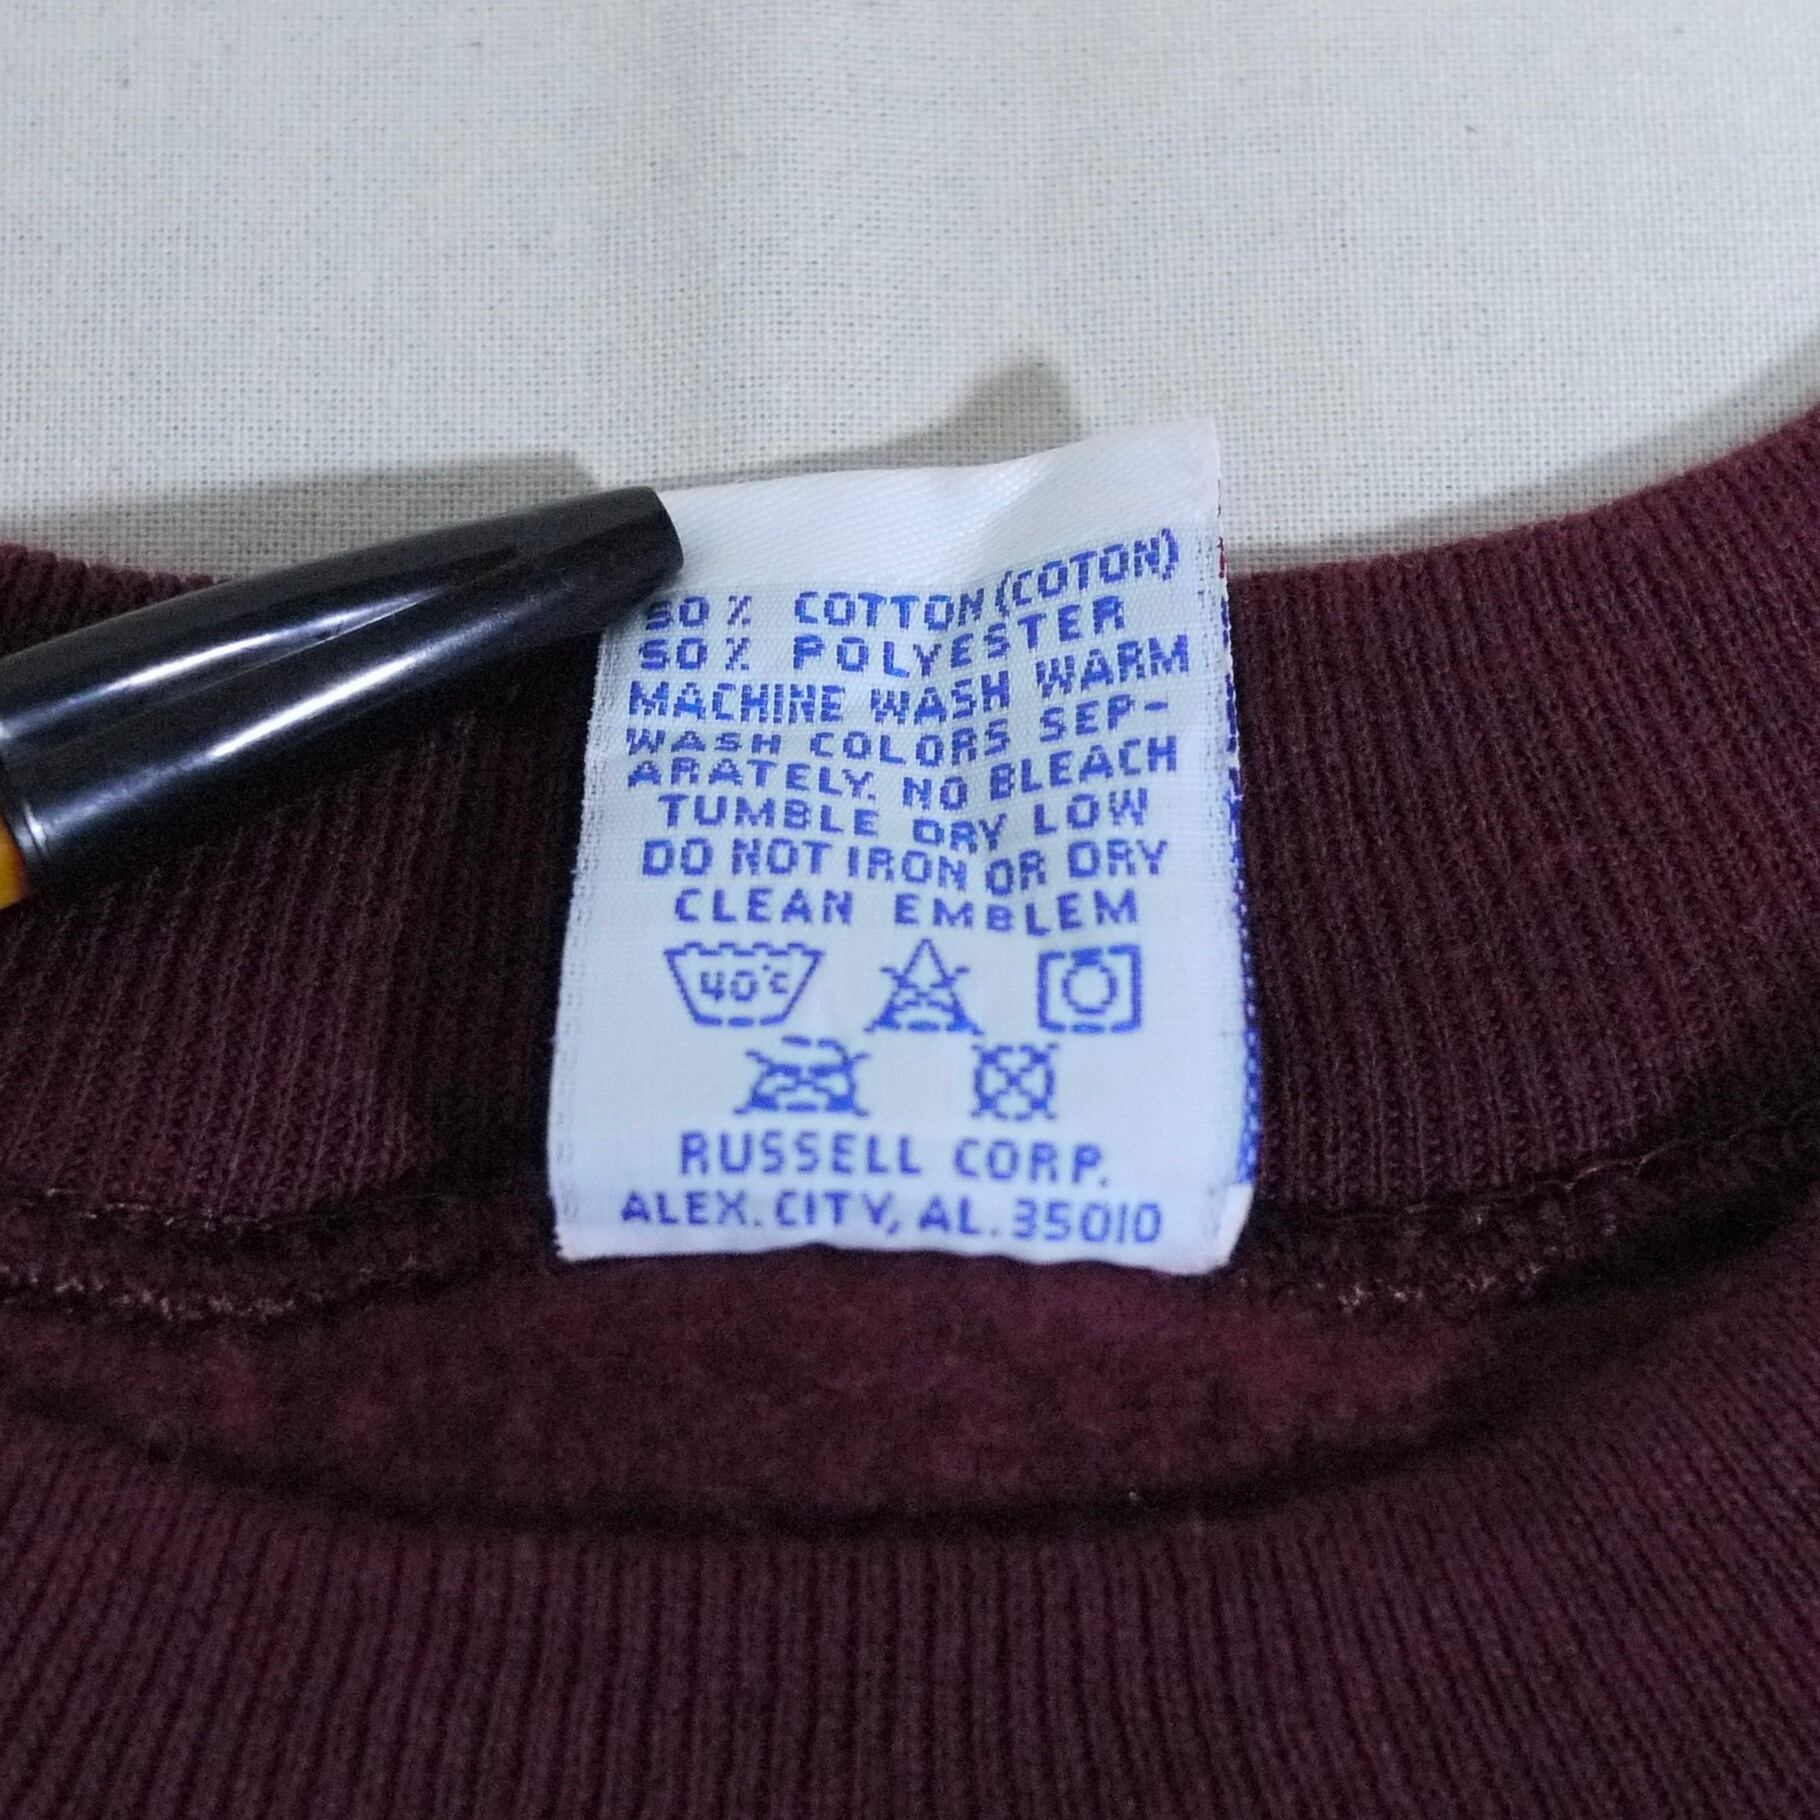 50 % COTTON (COTON)
50 % POLYESTER
MACHINE WASH WARM
WASH COLORS SEP-
ARATELY. NO BLEACH
TUMBLE DRY LOW
DO NOT IRON OR DRY
CLEAN EMBLEM
40°C
RUSSELL CORP.
ALEX. CITY, AL. 35010